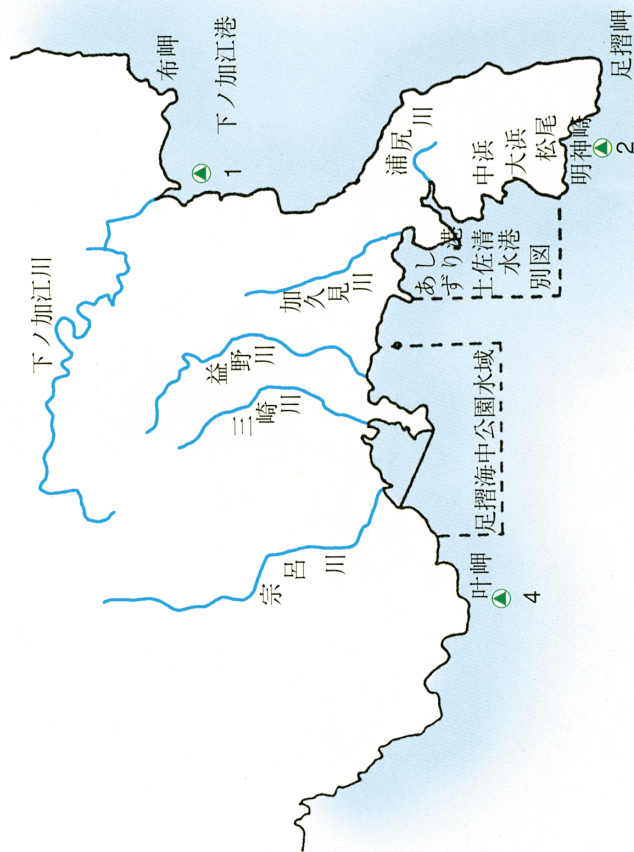 布岬
下ノ加江港
1
下ノ加江川
足摺岬
浦尻川
中浜
大浜
松尾
明神崎
2
加久見川
あしずり港
土佐清水港
別図
益野川
三崎川
足摺海中公園水域
宗呂川
叶岬
4